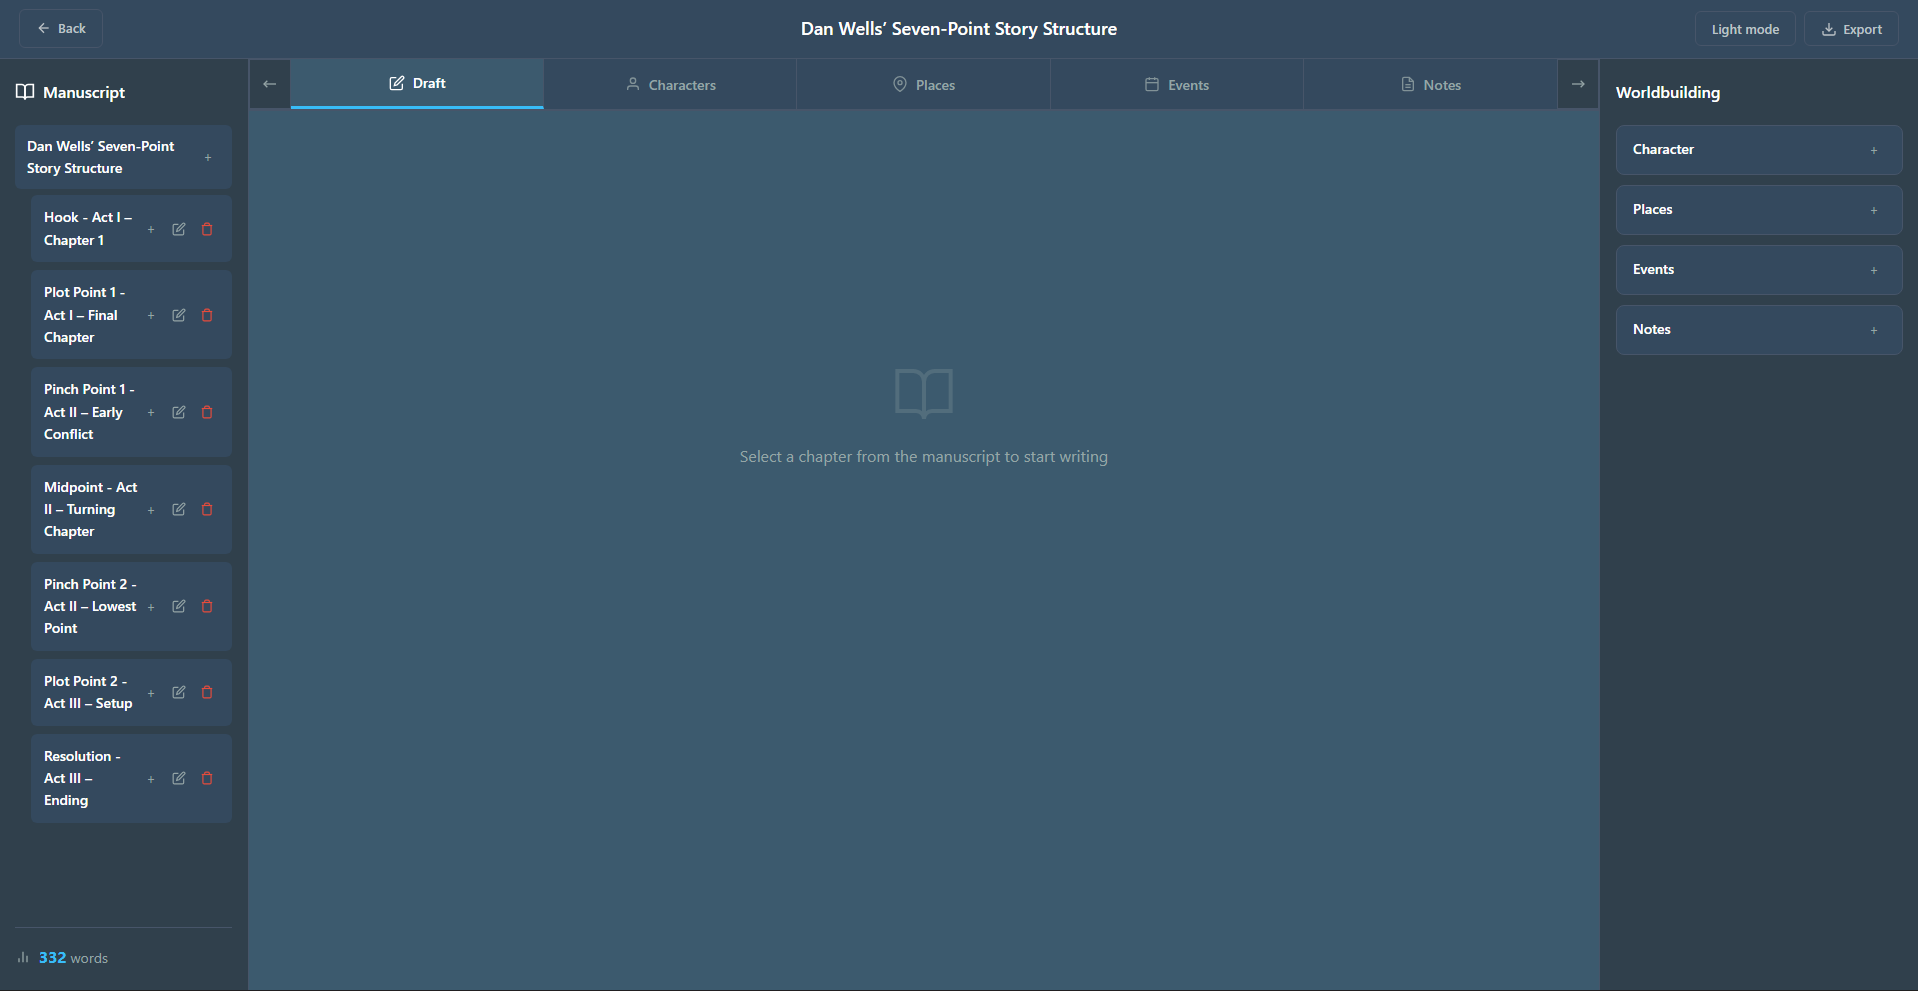 Back
Dan Wells’ Seven-Point Story Structure
Light mode
Export
Manuscript
Dan Wells’ Seven-Point
Story Structure
Hook - Act I –
Chapter 1
Plot Point 1 -
Act I – Final
Chapter
Pinch Point 1 -
Act II – Early
Conflict
Midpoint - Act
II – Turning
Chapter
Pinch Point 2 -
Act II – Lowest
Point
Plot Point 2 -
Act III – Setup
Resolution -
Act III –
Ending
332 words
Draft
Characters
Places
Events
Notes
Select a chapter from the manuscript to start writing
Worldbuilding
Character
Places
Events
Notes